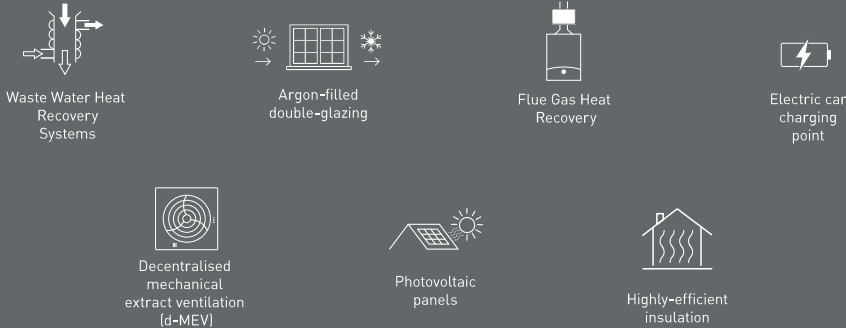 Waste Water Heat
Recovery
Systems
Argon-filled
double-glazing
Flue Gas Heat
Recovery
Electric car
charging
point
Decentralised
mechanical
extract ventilation
(d-MEV)
Photovoltaic
panels
Highly-efficient
insulation